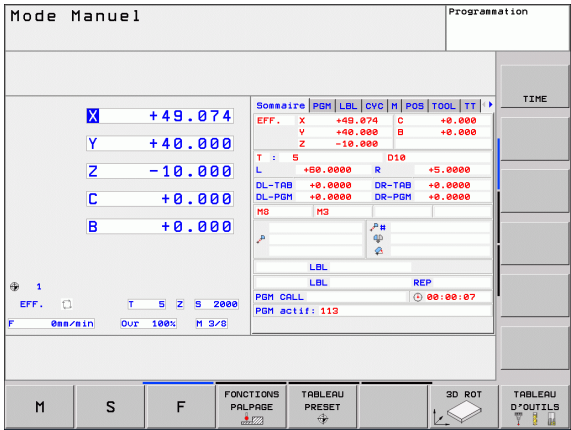 Mode Manuel
Programmation
TIME
X +49.074
Y +40.000
Z -10.000
C +0.000
B +0.000
1
EFF.
T 5 Z S 2000
F 0mm/min Ovr 100% M 3/8
Sommaire PGM LBL CYC M POS TOOL TT
EFF. X +49.074 C +0.000
Y +40.000 B +0.000
Z -10.000
T : 5 D10
L +60.0000 R +5.0000
DL-TAB +0.0000 DR-TAB +0.0000
DL-PGM +0.0000 DR-PGM +0.0000
M8 M3
#
LBL
LBL REP
PGM CALL 00:00:07
PGM actif: 113
M
S
F
FONCTIONS PALPAGE
TABLEAU PRESET
3D ROT
TABLEAU D'OUTILS